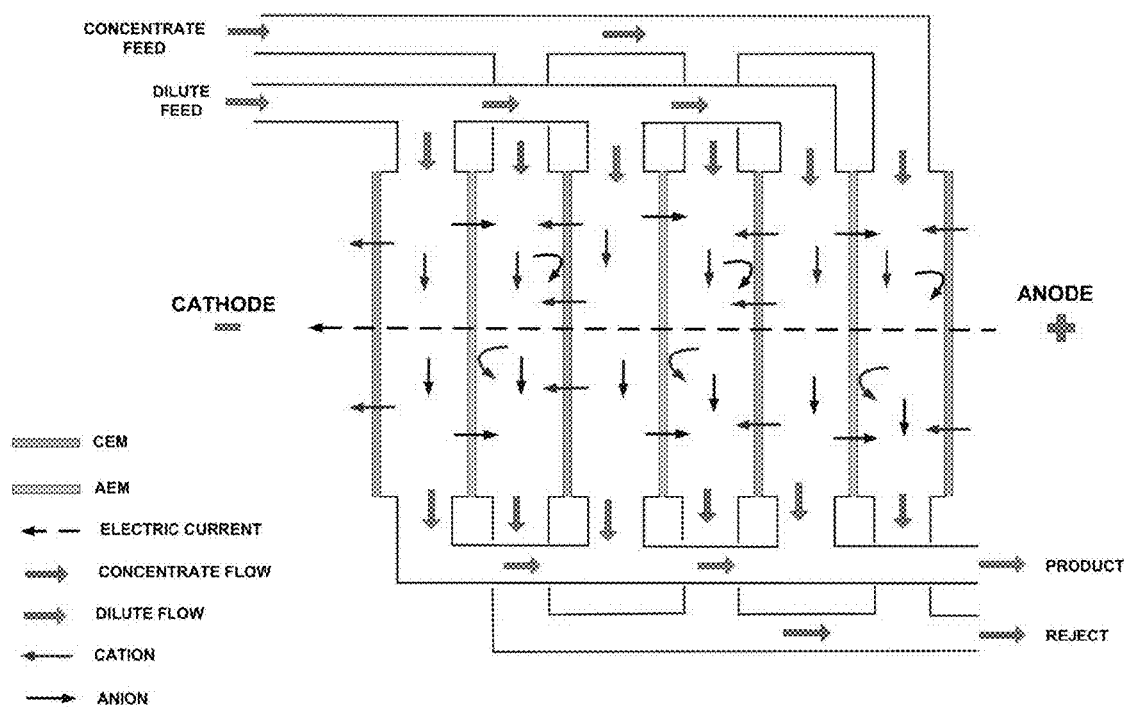 CONCENTRATE
FEED
DILUTE
FEED
CATHODE
ANODE
CEM
AEM
ELECTRIC CURRENT
CONCENTRATE FLOW
DILUTE FLOW
CATION
ANION
PRODUCT
REJECT